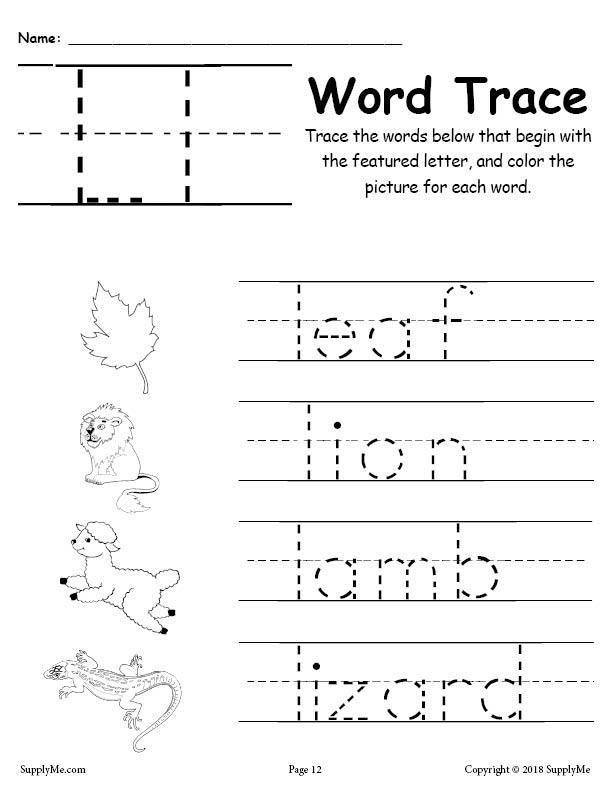 Name: ______________________________
L l
Word Trace
Trace the words below that begin with
the featured letter, and color the
picture for each word.
leaf
lion
lamb
lizard
SupplyMe.com
Page 12
Copyright © 2018 SupplyMe